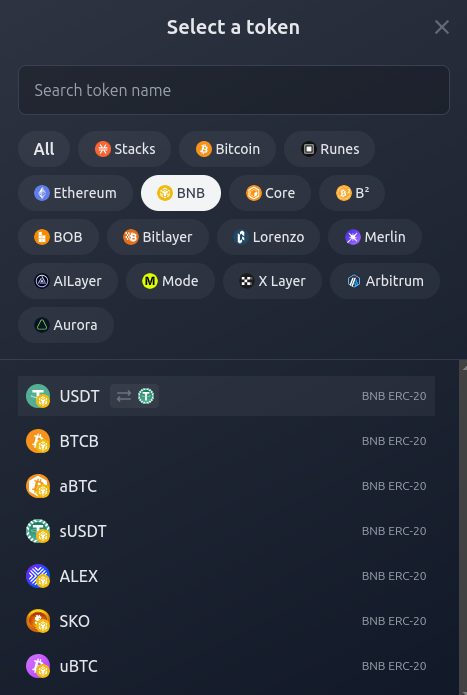 Select a token
Search token name
All Stacks Bitcoin Runes
Ethereum BNB Core B²
BOB Bitlayer Lorenzo Merlin
AILayer Mode X Layer Arbitrum
Aurora
USDT BNB ERC-20
BTCB BNB ERC-20
aBTC BNB ERC-20
sUSDT BNB ERC-20
ALEX BNB ERC-20
SKO BNB ERC-20
uBTC BNB ERC-20